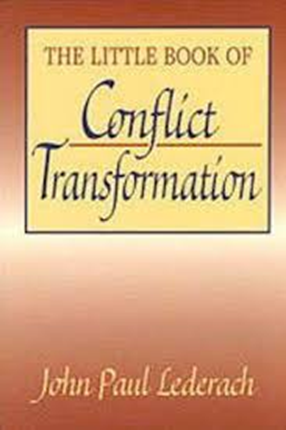 THE LITTLE BOOK OF
Conflict
Transformation
John Paul Lederach